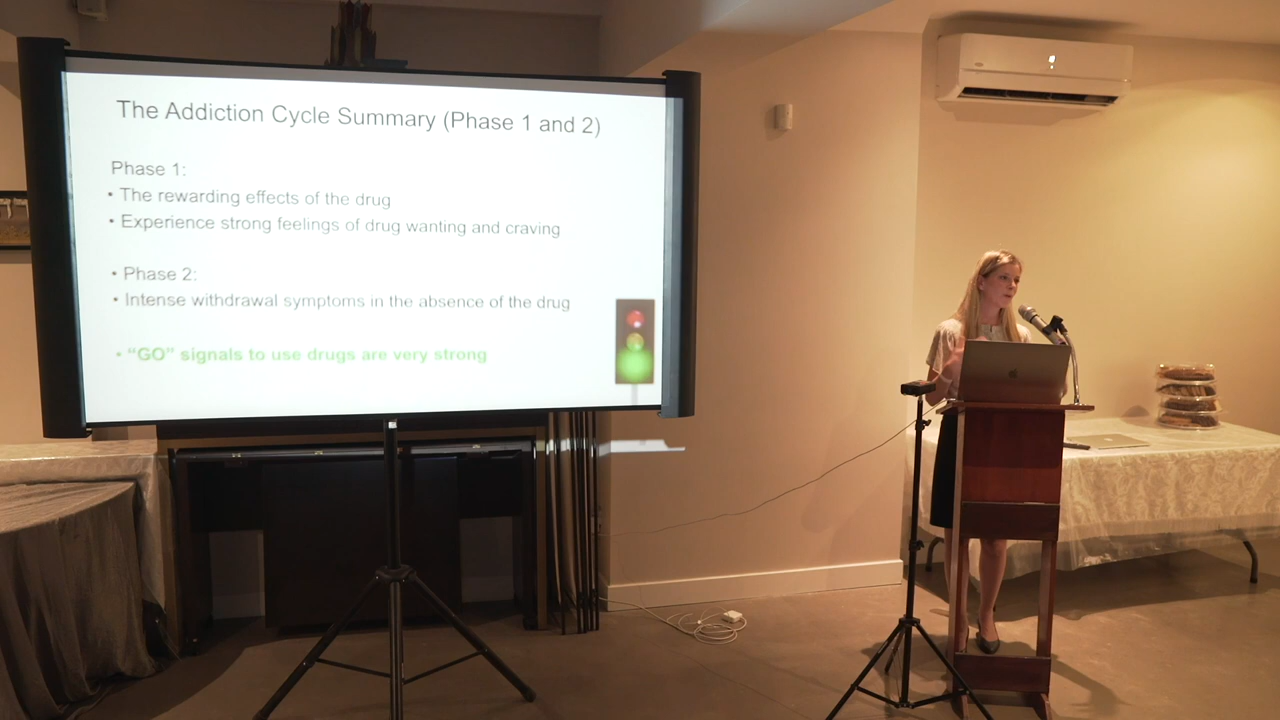 The Addiction Cycle Summary (Phase 1 and 2)
Phase 1:
• The rewarding effects of the drug
• Experience strong feelings of drug wanting and craving
• Phase 2:
• Intense withdrawal symptoms in the absence of the drug
• “GO” signals to use drugs are very strong